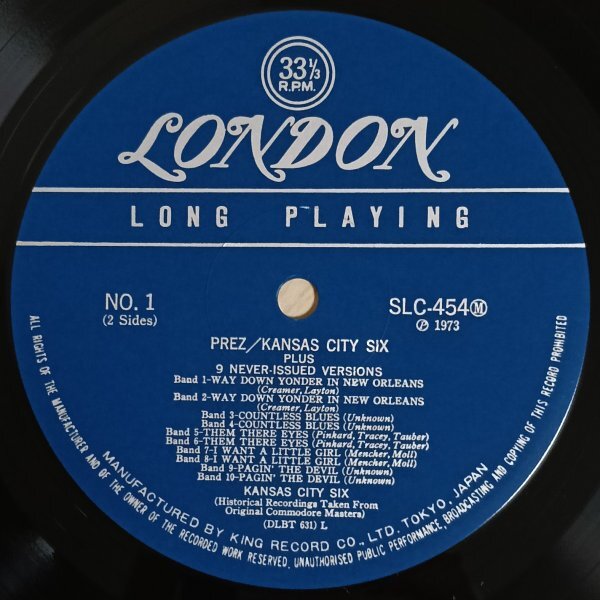 33⅓
R.P.M.
LONDON
LONG PLAYING
NO. 1
(2 Sides)
SLC-454Ⓜ
Ⓟ 1973
PREZ/KANSAS CITY SIX
PLUS
9 NEVER-ISSUED VERSIONS
Band 1-WAY DOWN YONDER IN NEW ORLEANS
(Creamer, Layton)
Band 2-WAY DOWN YONDER IN NEW ORLEANS
(Creamer, Layton)
Band 3-COUNTLESS BLUES (Unknown)
Band 4-COUNTLESS BLUES (Unknown)
Band 5-THEM THERE EYES (Pinkard, Tracey, Tauber)
Band 6-THEM THERE EYES (Pinkard, Tracey, Tauber)
Band 7-I WANT A LITTLE GIRL (Mencher, Moll)
Band 8-I WANT A LITTLE GIRL (Mencher, Moll)
Band 9-PAGIN' THE DEVIL (Unknown)
Band 10-PAGIN' THE DEVIL (Unknown)
KANSAS CITY SIX
(Historical Recordings Taken From
Original Commodore Masters)
(DLBT 631) L
MANUFACTURED BY KING RECORD CO., LTD. TOKYO, JAPAN
ALL RIGHTS OF THE MANUFACTURER AND OF THE OWNER OF THE RECORDED WORK RESERVED, UNAUTHORISED PUBLIC PERFORMANCE, BROADCASTING AND COPYING OF THIS RECORD PROHIBITED